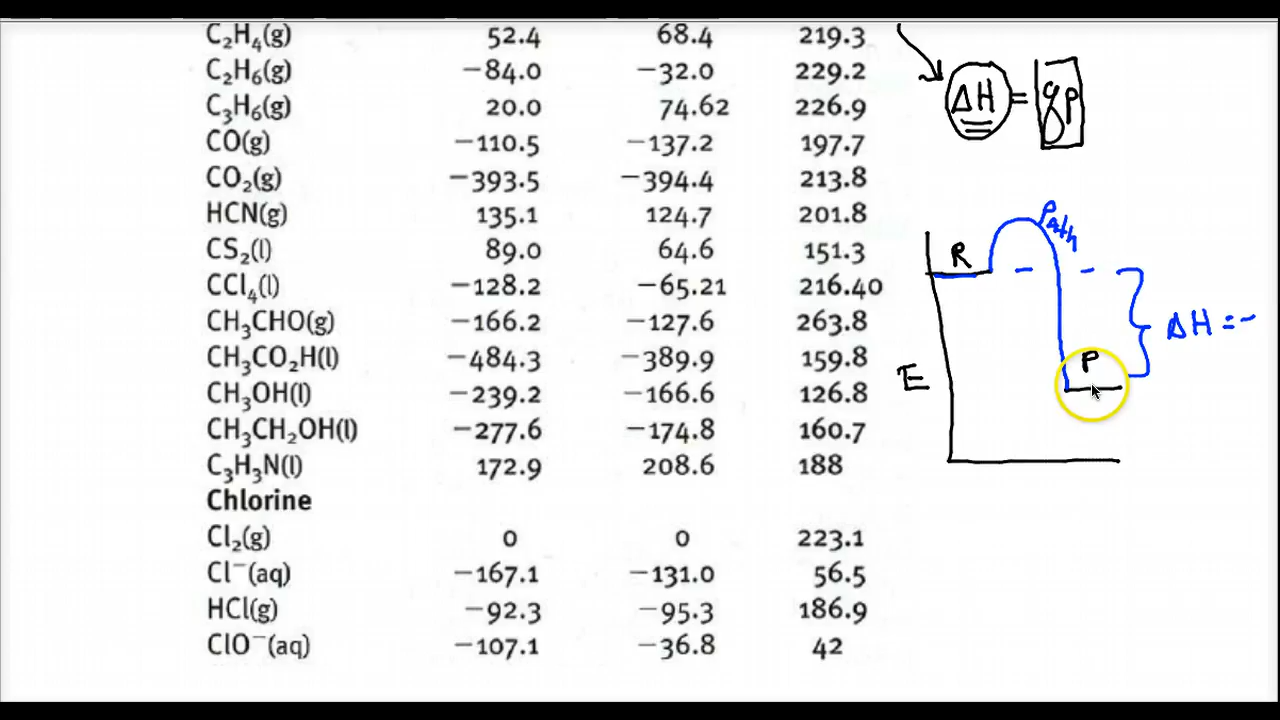 C₂H₄(g) 52.4 68.4 219.3
C₂H₆(g) −84.0 −32.0 229.2
C₃H₆(g) 20.0 74.62 226.9
CO(g) −110.5 −137.2 197.7
CO₂(g) −393.5 −394.4 213.8
HCN(g) 135.1 124.7 201.8
CS₂(l) 89.0 64.6 151.3
CCl₄(l) −128.2 −65.21 216.40
CH₃CHO(g) −166.2 −127.6 263.8
CH₃CO₂H(l) −484.3 −389.9 159.8
CH₃OH(l) −239.2 −166.6 126.8
CH₃CH₂OH(l) −277.6 −174.8 160.7
C₃H₃N(l) 172.9 208.6 188
Chlorine
Cl₂(g) 0 0 223.1
Cl⁻(aq) −167.1 −131.0 56.5
HCl(g) −92.3 −95.3 186.9
ClO⁻(aq) −107.1 −36.8 42
ΔH = qp
Path
R
ΔH = -
P
E